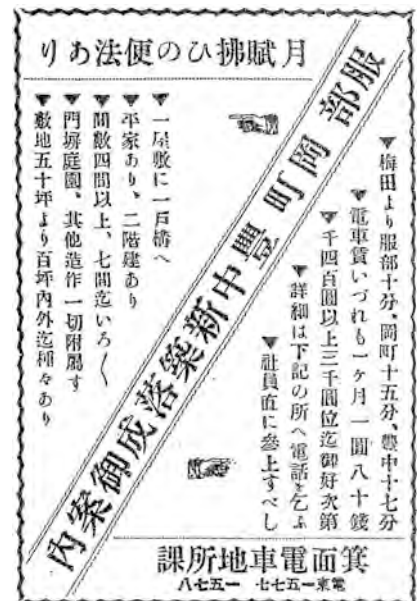 月賦拂ひの便法あり
服部 岡町 豐中新築落成御案內
▼梅田より服部十分、岡町十五分、豐中十七分
▼電車賃いづれも一ヶ月一圓八十錢
▼千四百圓以上三千圓位迄御好次第
▼詳細は下記の所へ電話を乞ふ
▼社員直に參上すべし
▼一屋敷に一戸構へ
▼平家あり、二階建あり
▼間數四間以上、七間迄いろ〳〵
▼門塀庭園、其他造作一切附屬す
▼敷地五十坪より百坪內外迄種々あり
箕面電車地所課
電東一五七七 一五七八